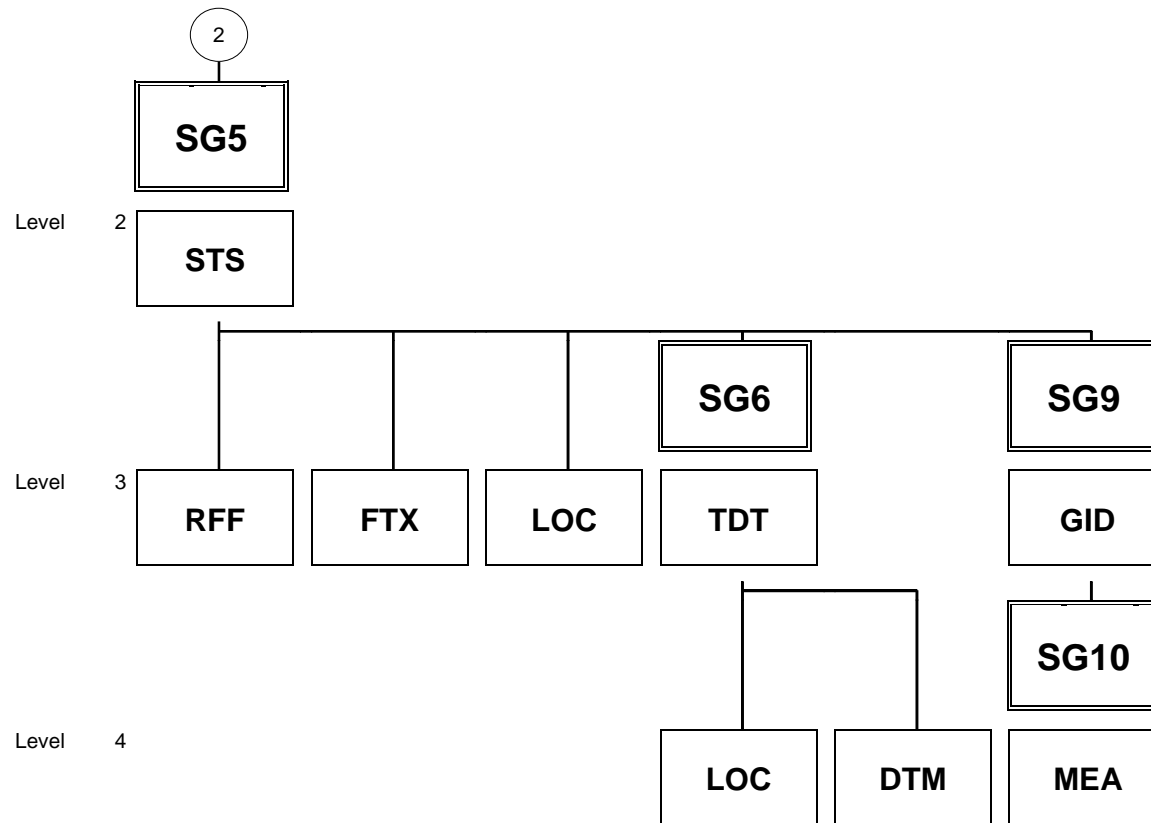 2
SG5
Level 2
STS
SG6 SG9
Level 3
RFF FTX LOC TDT GID
SG10
Level 4
LOC DTM MEA